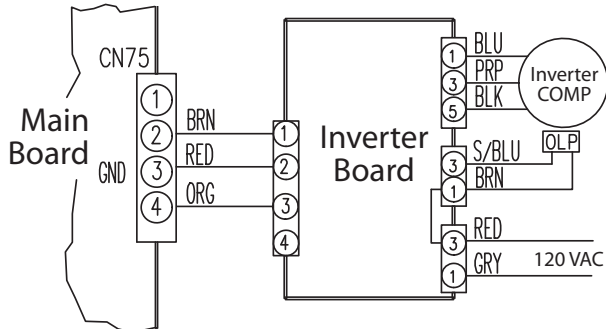 CN75
Main
Board
GND
1
2
3
4
BRN
RED
ORG
1
2
3
4
Inverter
Board
1
3
5
BLU
PRP
BLK
Inverter
COMP
OLP
3
1
S/BLU
BRN
3
1
RED
GRY
120 VAC